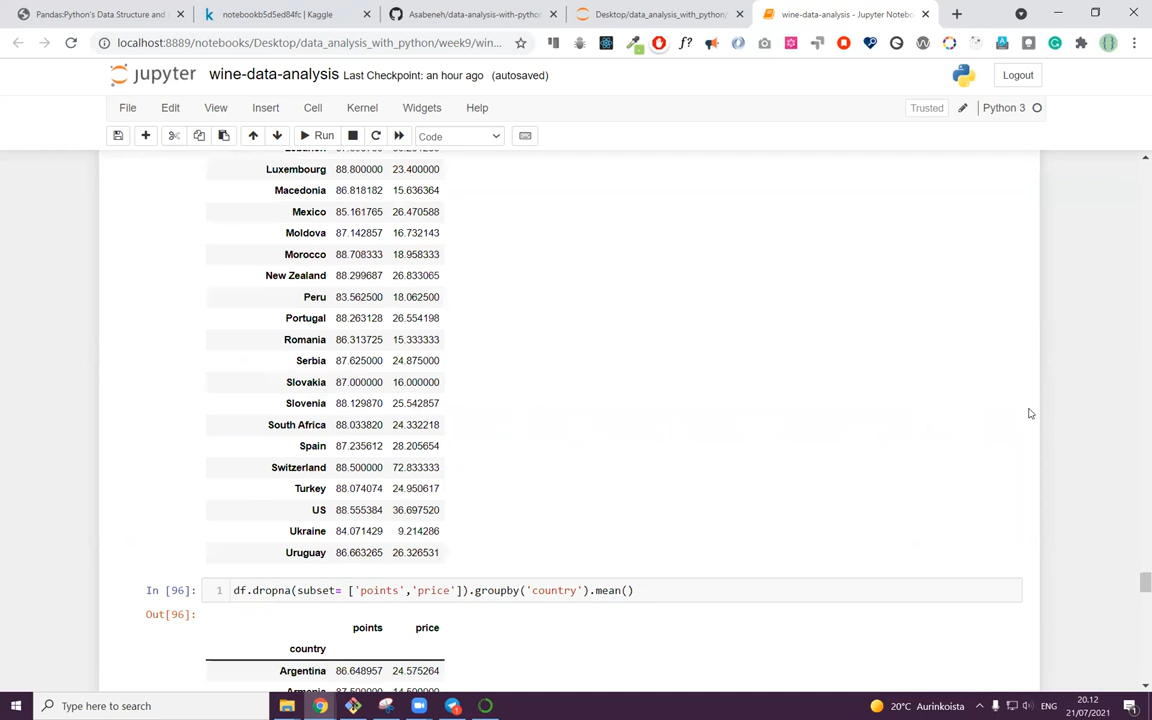 Pandas:Python's Data Structure and
notebookb5d5ed84fc | Kaggle
Asabeneh/data-analysis-with-python
Desktop/data_analysis_with_python/
wine-data-analysis - Jupyter Notebo
localhost:8889/notebooks/Desktop/data_analysis_with_python/week9/win...
jupyter wine-data-analysis Last Checkpoint: an hour ago (autosaved)
Logout
File Edit View Insert Cell Kernel Widgets Help
Trusted Python 3
Run Code
Luxembourg 88.800000 23.400000
Macedonia 86.818182 15.636364
Mexico 85.161765 26.470588
Moldova 87.142857 16.732143
Morocco 88.708333 18.958333
New Zealand 88.299687 26.833065
Peru 83.562500 18.062500
Portugal 88.263128 26.554198
Romania 86.313725 15.333333
Serbia 87.625000 24.875000
Slovakia 87.000000 16.000000
Slovenia 88.129870 25.542857
South Africa 88.033820 24.332218
Spain 87.235612 28.205654
Switzerland 88.500000 72.833333
Turkey 88.074074 24.950617
US 88.555384 36.697520
Ukraine 84.071429 9.214286
Uruguay 86.663265 26.326531
In [96]: 1 df.dropna(subset= ['points','price']).groupby('country').mean()
Out[96]:
points price
country
Argentina 86.648957 24.575264
Type here to search
20°C Aurinkoista
ENG
20.12
21/07/2021